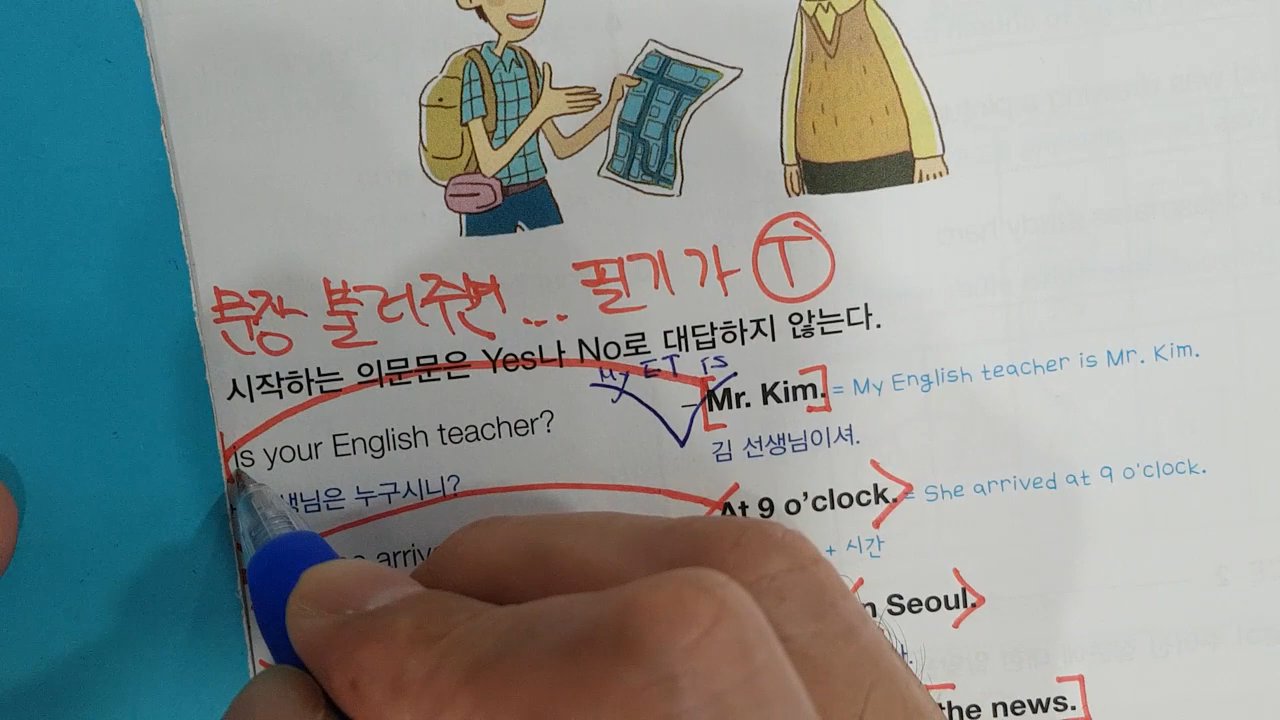 문장 불러주면... 필기가 T
시작하는 의문문은 Yes나 No로 대답하지 않는다.
My ET is
is your English teacher? – Mr. Kim. = My English teacher is Mr. Kim.
생님은 누구시니? 김 선생님이셔.
At 9 o'clock. = She arrived at 9 o'clock.
+ 시간
Seoul.
the news.